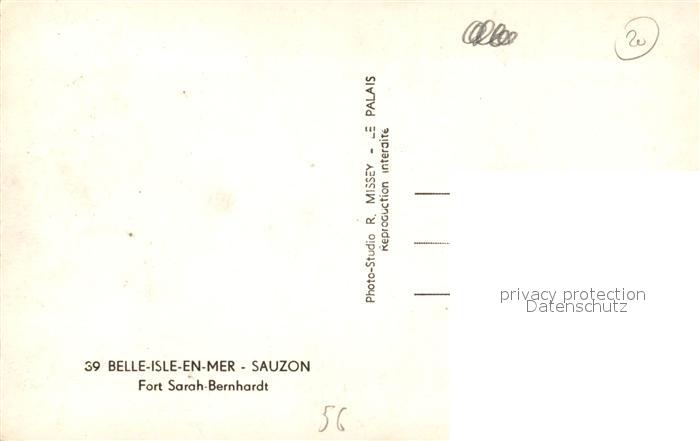 20
Photo-Studio R. MISSEY - LE PALAIS
Reproduction interdite
privacy protection
Datenschutz
39 BELLE-ISLE-EN-MER - SAUZON
Fort Sarah-Bernhardt
56